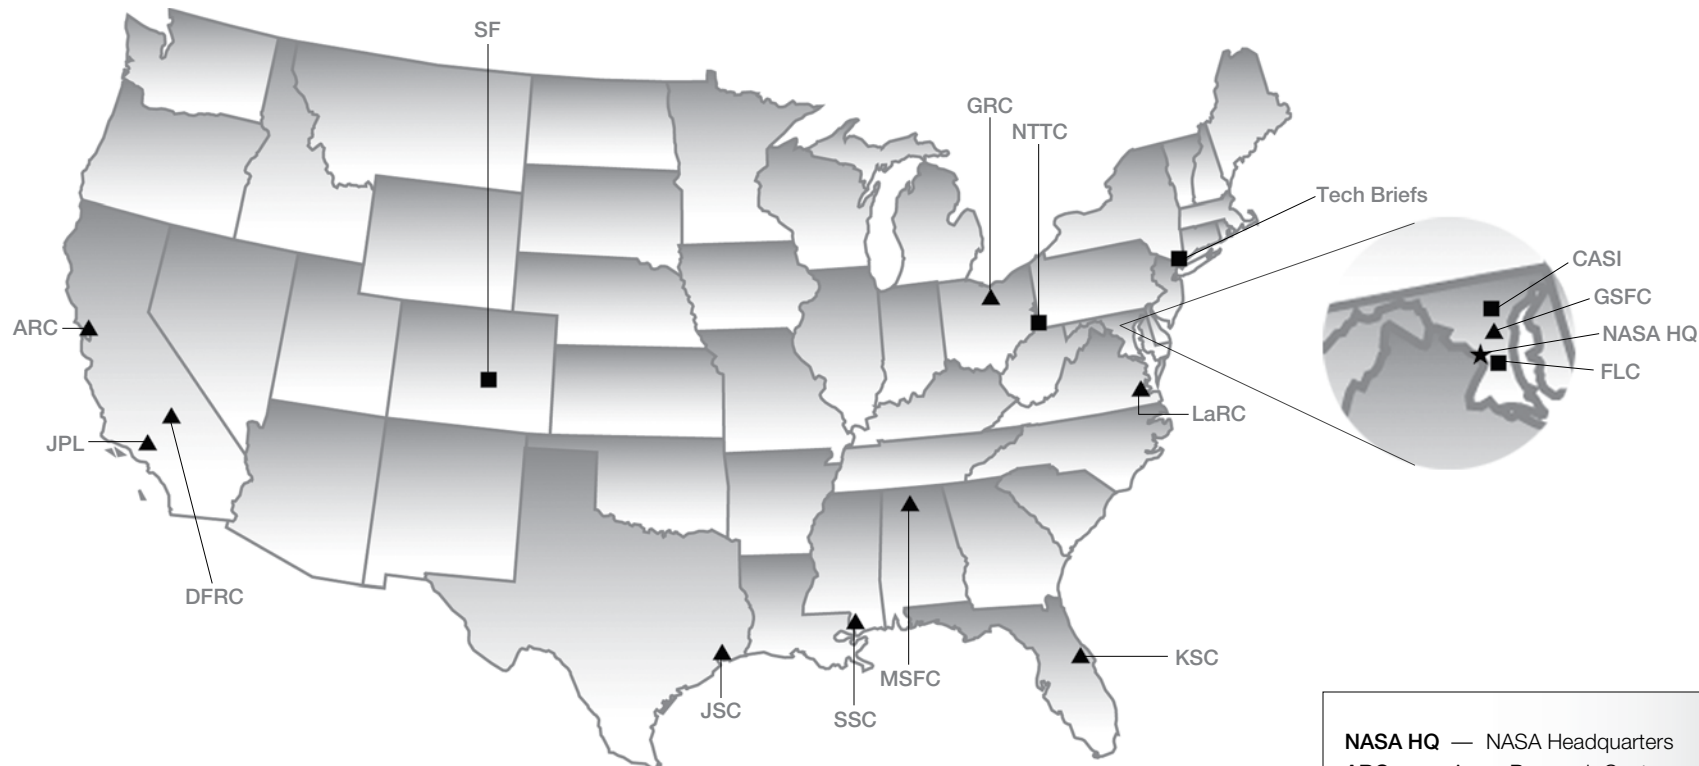 SF
GRC
NTTC
Tech Briefs
CASI
GSFC
NASA HQ
FLC
ARC
LaRC
JPL
DFRC
KSC
MSFC
JSC
SSC
NASA HQ — NASA Headquarters